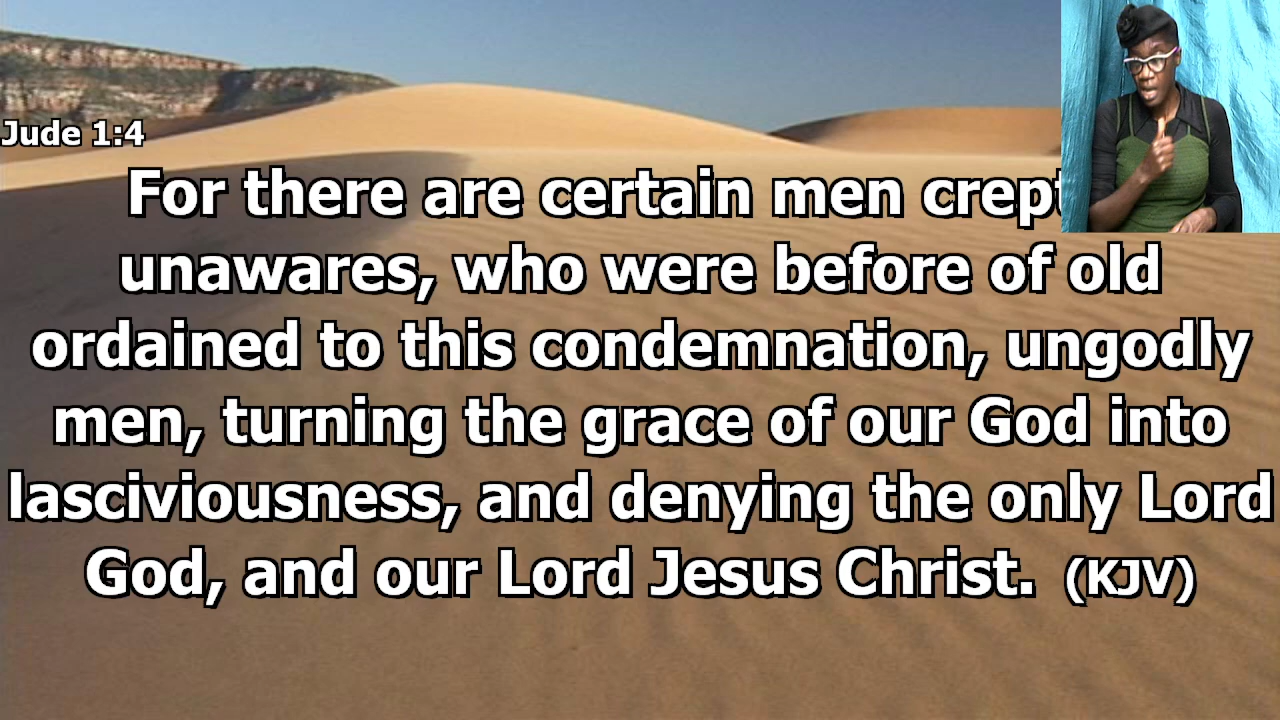 Jude 1:4
For there are certain men crept
unawares, who were before of old
ordained to this condemnation, ungodly
men, turning the grace of our God into
lasciviousness, and denying the only Lord
God, and our Lord Jesus Christ. (KJV)